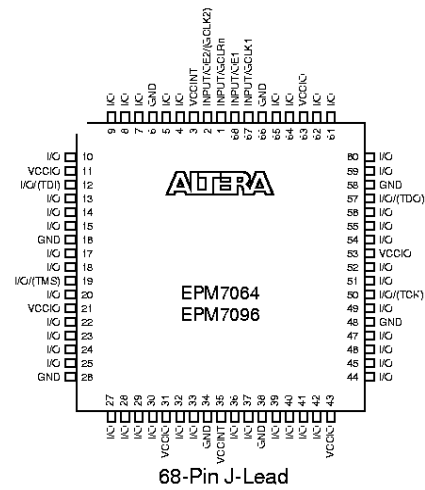 I/O
I/O
I/O
GND
I/O
I/O
VCCINT
INPUT/OE2/(GCLK2)
INPUT/GCLRn
INPUT/OE1
INPUT/GCLK1
GND
I/O
I/O
VCCIO
I/O
I/O
9
8
7
6
5
4
3
2
1
68
67
66
65
64
63
62
61
I/O 10
VCCIO 11
I/O/(TDI) 12
I/O 13
I/O 14
I/O 15
GND 16
I/O 17
I/O 18
I/O/(TMS) 19
I/O 20
VCCIO 21
I/O 22
I/O 23
I/O 24
I/O 25
GND 26
ALTERA
EPM7064
EPM7096
60 I/O
59 I/O
58 GND
57 I/O/(TDO)
56 I/O
55 I/O
54 I/O
53 VCCIO
52 I/O
51 I/O
50 I/O/(TCK)
49 I/O
48 GND
47 I/O
46 I/O
45 I/O
44 I/O
27
28
29
30
31
32
33
34
35
36
37
38
39
40
41
42
43
I/O
I/O
I/O
I/O
VCCIO
I/O
I/O
GND
VCCINT
I/O
I/O
GND
I/O
I/O
I/O
I/O
VCCIO
68-Pin J-Lead